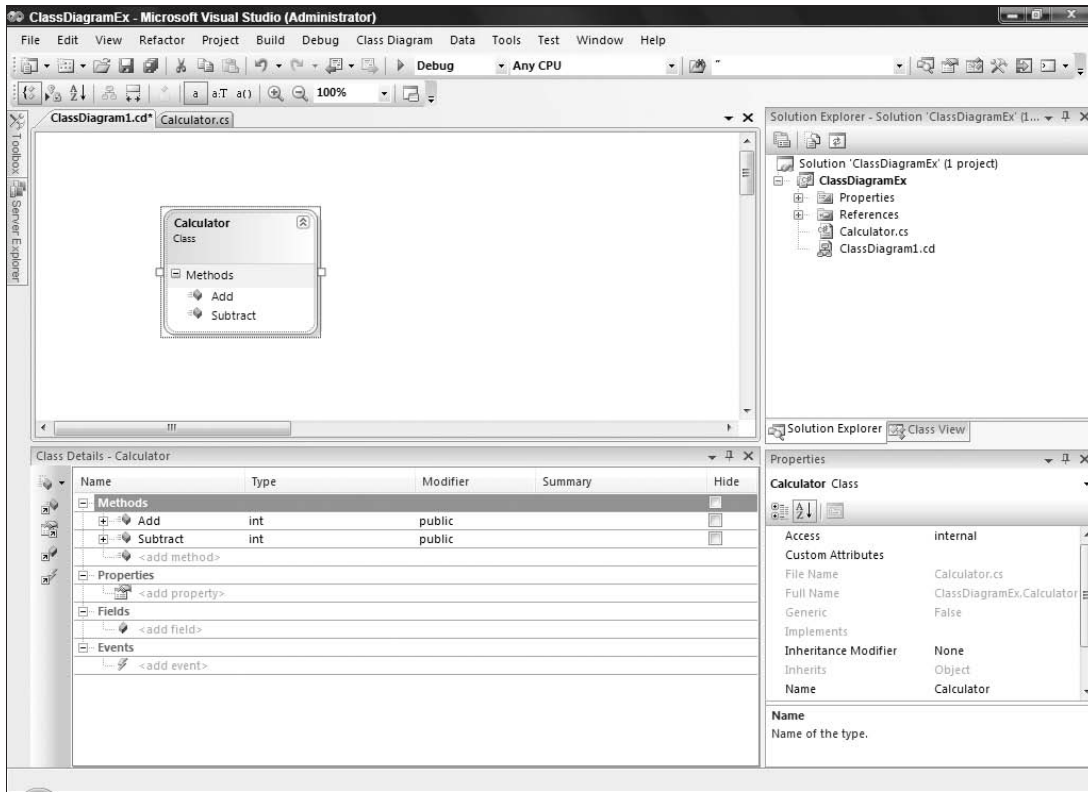 ClassDiagramEx - Microsoft Visual Studio (Administrator)
File Edit View Refactor Project Build Debug Class Diagram Data Tools Test Window Help
Debug Any CPU
a a:T a() 100%
Toolbox
Server Explorer
ClassDiagram1.cd* Calculator.cs
Calculator
Class
Methods
Add
Subtract
Solution Explorer - Solution 'ClassDiagramEx' (1...
Solution 'ClassDiagramEx' (1 project)
ClassDiagramEx
Properties
References
Calculator.cs
ClassDiagram1.cd
Solution Explorer Class View
Class Details - Calculator
Name Type Modifier Summary Hide
Methods
Add int public
Subtract int public
<add method>
Properties
<add property>
Fields
<add field>
Events
<add event>
Properties
Calculator Class
Access internal
Custom Attributes
File Name Calculator.cs
Full Name ClassDiagramEx.Calculator
Generic False
Implements
Inheritance Modifier None
Inherits Object
Name Calculator
Name
Name of the type.